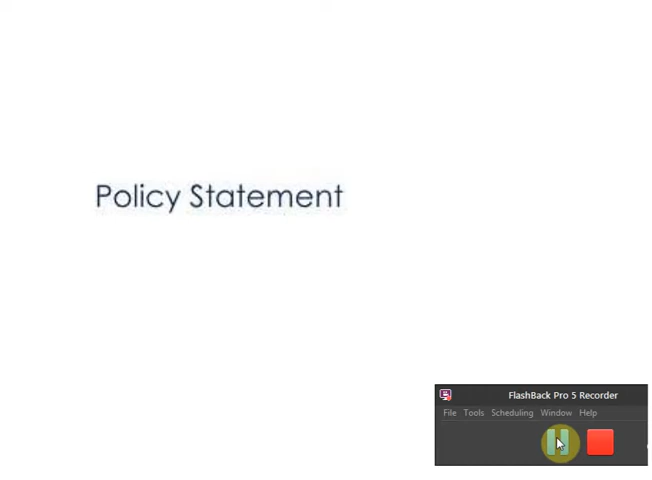 Policy Statement
FlashBack Pro 5 Recorder
File Tools Scheduling Window Help